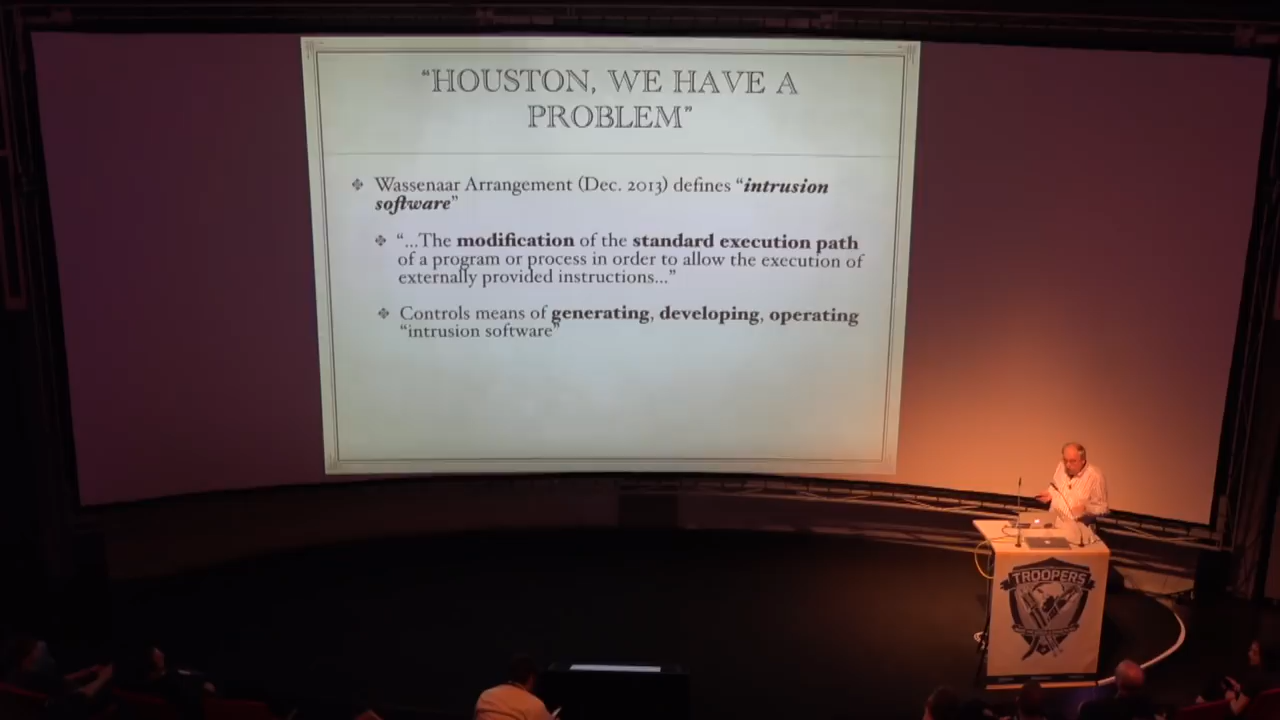 “HOUSTON, WE HAVE A
PROBLEM”
Wassenaar Arrangement (Dec. 2013) defines “intrusion
software”
“...The modification of the standard execution path
of a program or process in order to allow the execution of
externally provided instructions...”
Controls means of generating, developing, operating
“intrusion software”
TROOPERS